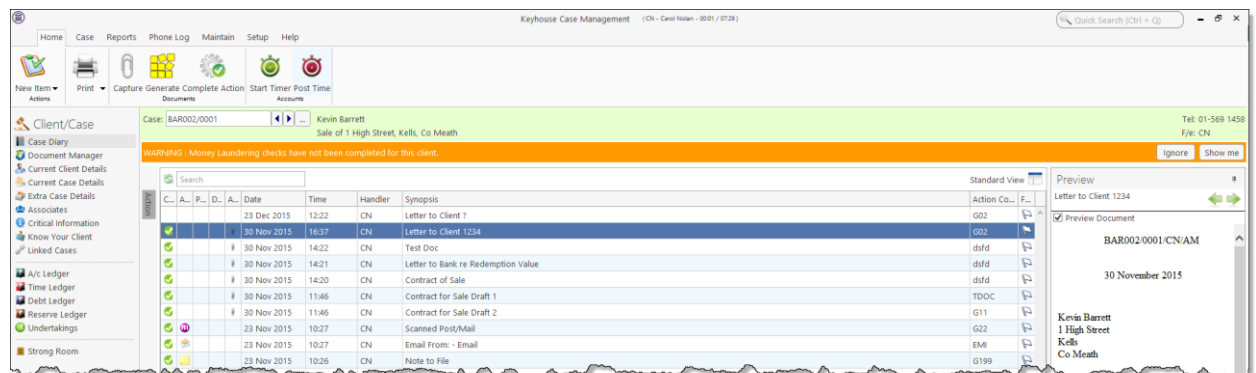 Keyhouse Case Management (CN - Carol Nolan - 00:01 / 07:29)
Quick Search (Ctrl + Q)
Home Case Reports Phone Log Maintain Setup Help
New Item Print Capture Generate Complete Action Start Timer Post Time
Actions Documents Accounts
Client/Case
Case Diary
Document Manager
Current Client Details
Current Case Details
Extra Case Details
Associates
Critical Information
Know Your Client
Linked Cases
A/c Ledger
Time Ledger
Debt Ledger
Reserve Ledger
Undertakings
Strong Room
Case: BAR002/0001 ... Kevin Barrett Tel: 01-569 1458
Sale of 1 High Street, Kells, Co Meath F/e: CN
WARNING : Money Laundering checks have not been completed for this client. Ignore Show me
Action
Search Standard View
C... A... P... D... A... Date Time Handler Synopsis Action Co... F...
23 Dec 2015 12:22 CN Letter to Client ? G02
30 Nov 2015 16:37 CN Letter to Client 1234 G02
30 Nov 2015 14:22 CN Test Doc dsfd
30 Nov 2015 14:21 CN Letter to Bank re Redemption Value dsfd
30 Nov 2015 14:20 CN Contract of Sale dsfd
30 Nov 2015 11:46 CN Contract for Sale Draft 1 TDOC
30 Nov 2015 11:46 CN Contract for Sale Draft 2 G11
23 Nov 2015 10:27 CN Scanned Post/Mail G22
23 Nov 2015 10:27 CN Email From: - Email EMI
23 Nov 2015 10:26 CN Note to File G199
Preview
Letter to Client 1234
Preview Document
BAR002/0001/CN/AM
30 November 2015
Kevin Barrett
1 High Street
Kells
Co Meath